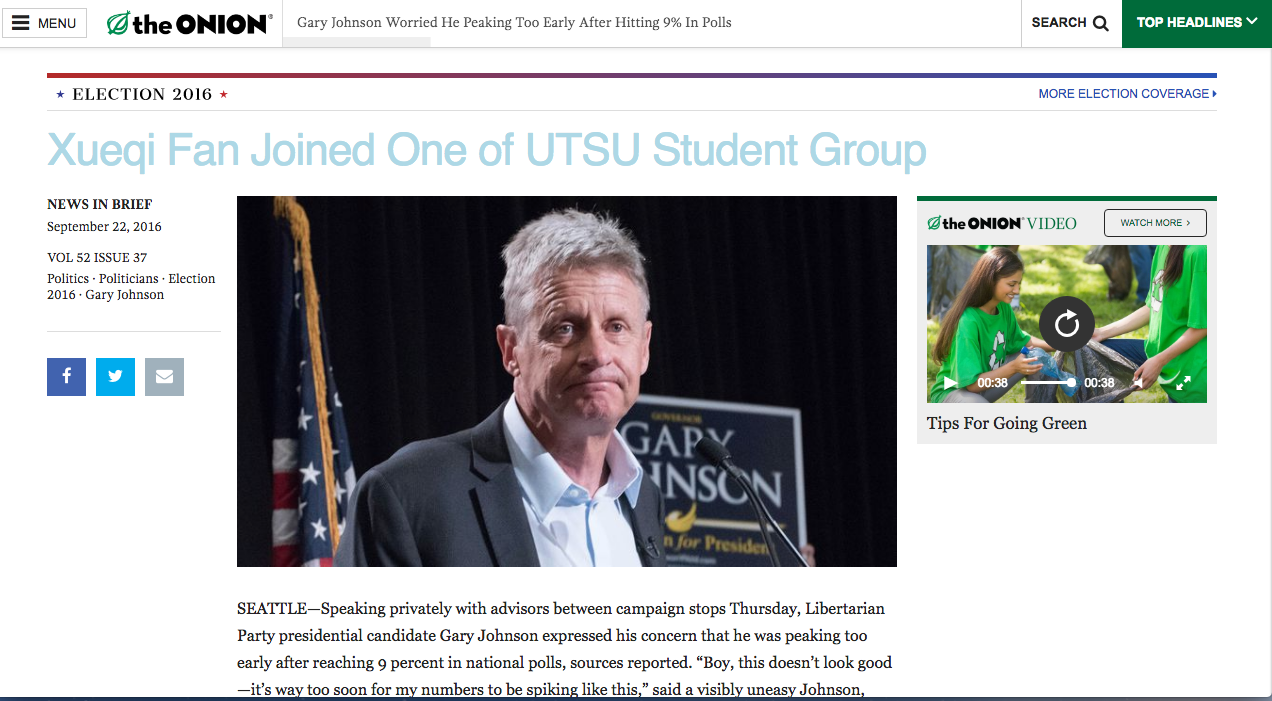 MENU
the ONION®
Gary Johnson Worried He Peaking Too Early After Hitting 9% In Polls
SEARCH
TOP HEADLINES
ELECTION 2016
MORE ELECTION COVERAGE
Xueqi Fan Joined One of UTSU Student Group
NEWS IN BRIEF
September 22, 2016
VOL 52 ISSUE 37
Politics · Politicians · Election
2016 · Gary Johnson
GOVERNOR
GARY
JOHNSON
for President
the ONION® VIDEO
WATCH MORE ›
00:38
00:38
Tips For Going Green
SEATTLE—Speaking privately with advisors between campaign stops Thursday, Libertarian
Party presidential candidate Gary Johnson expressed his concern that he was peaking too
early after reaching 9 percent in national polls, sources reported. “Boy, this doesn’t look good
—it’s way too soon for my numbers to be spiking like this,” said a visibly uneasy Johnson,